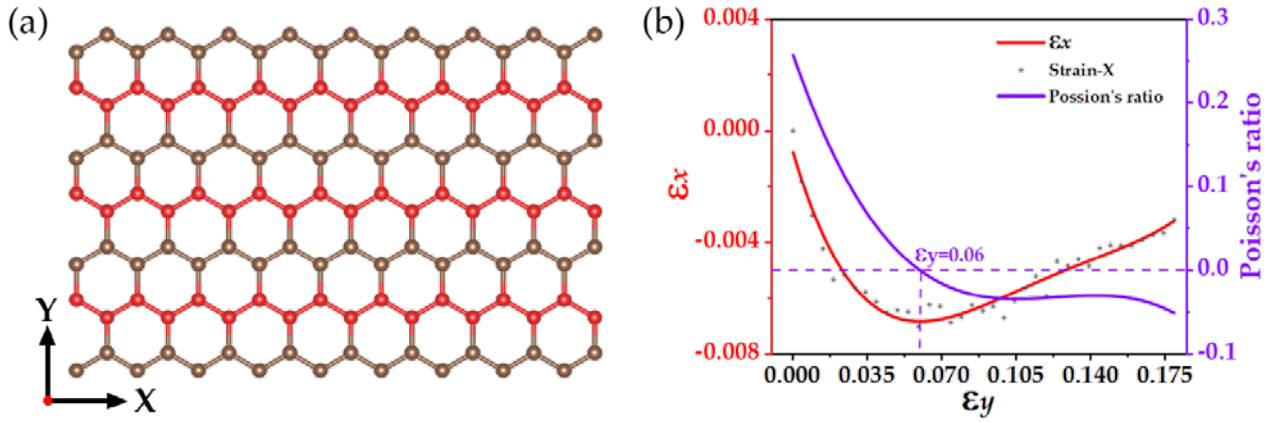 (a)
Y
X
(b)
0.004
0.000
-0.004
-0.008
εx
εx
Strain-X
Possion's ratio
εy=0.06
0.3
0.2
0.1
0.0
-0.1
Poisson's ratio
0.000 0.035 0.070 0.105 0.140 0.175
εy